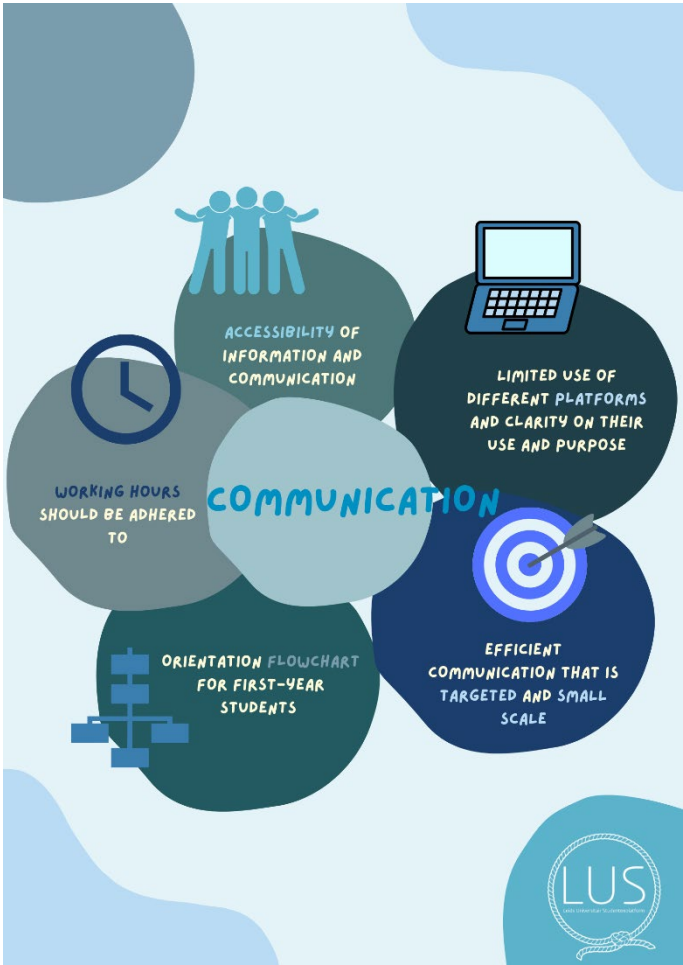 ACCESSIBILITY OF
INFORMATION AND
COMMUNICATION
LIMITED USE OF
DIFFERENT PLATFORMS
AND CLARITY ON THEIR
USE AND PURPOSE
WORKING HOURS
SHOULD BE ADHERED
TO
COMMUNICATION
EFFICIENT
COMMUNICATION THAT IS
TARGETED AND SMALL
SCALE
ORIENTATION FLOWCHART
FOR FIRST-YEAR
STUDENTS
LUS